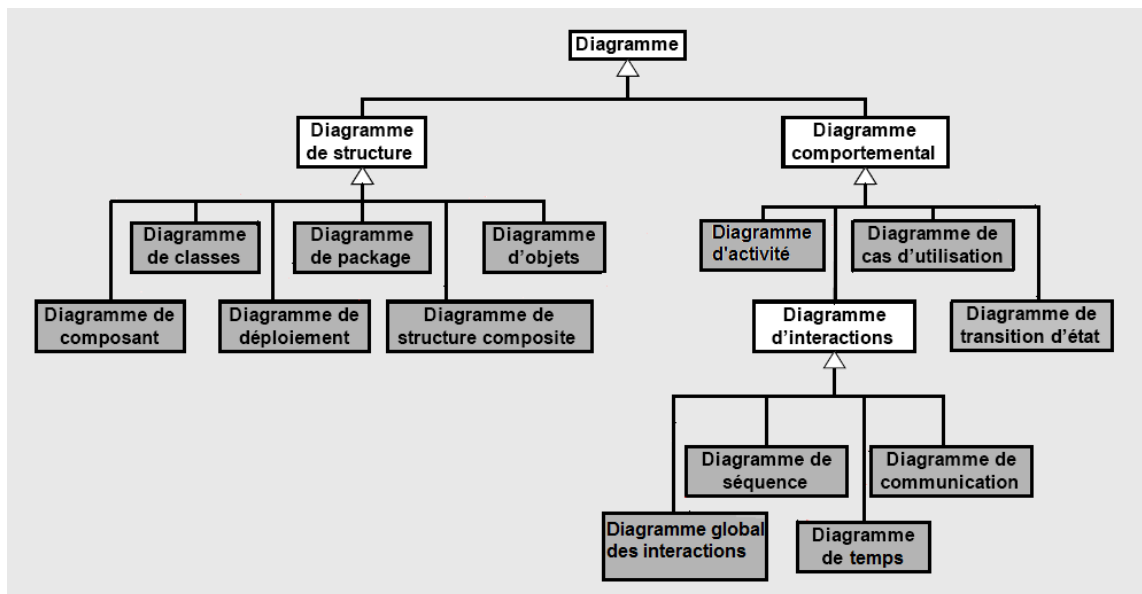 Diagramme
Diagramme
de structure
Diagramme
comportemental
Diagramme
de classes
Diagramme
de package
Diagramme
d’objets
Diagramme
d'activité
Diagramme de
cas d’utilisation
Diagramme de
composant
Diagramme de
déploiement
Diagramme de
structure composite
Diagramme
d’interactions
Diagramme de
transition d’état
Diagramme de
séquence
Diagramme de
communication
Diagramme global
des interactions
Diagramme
de temps